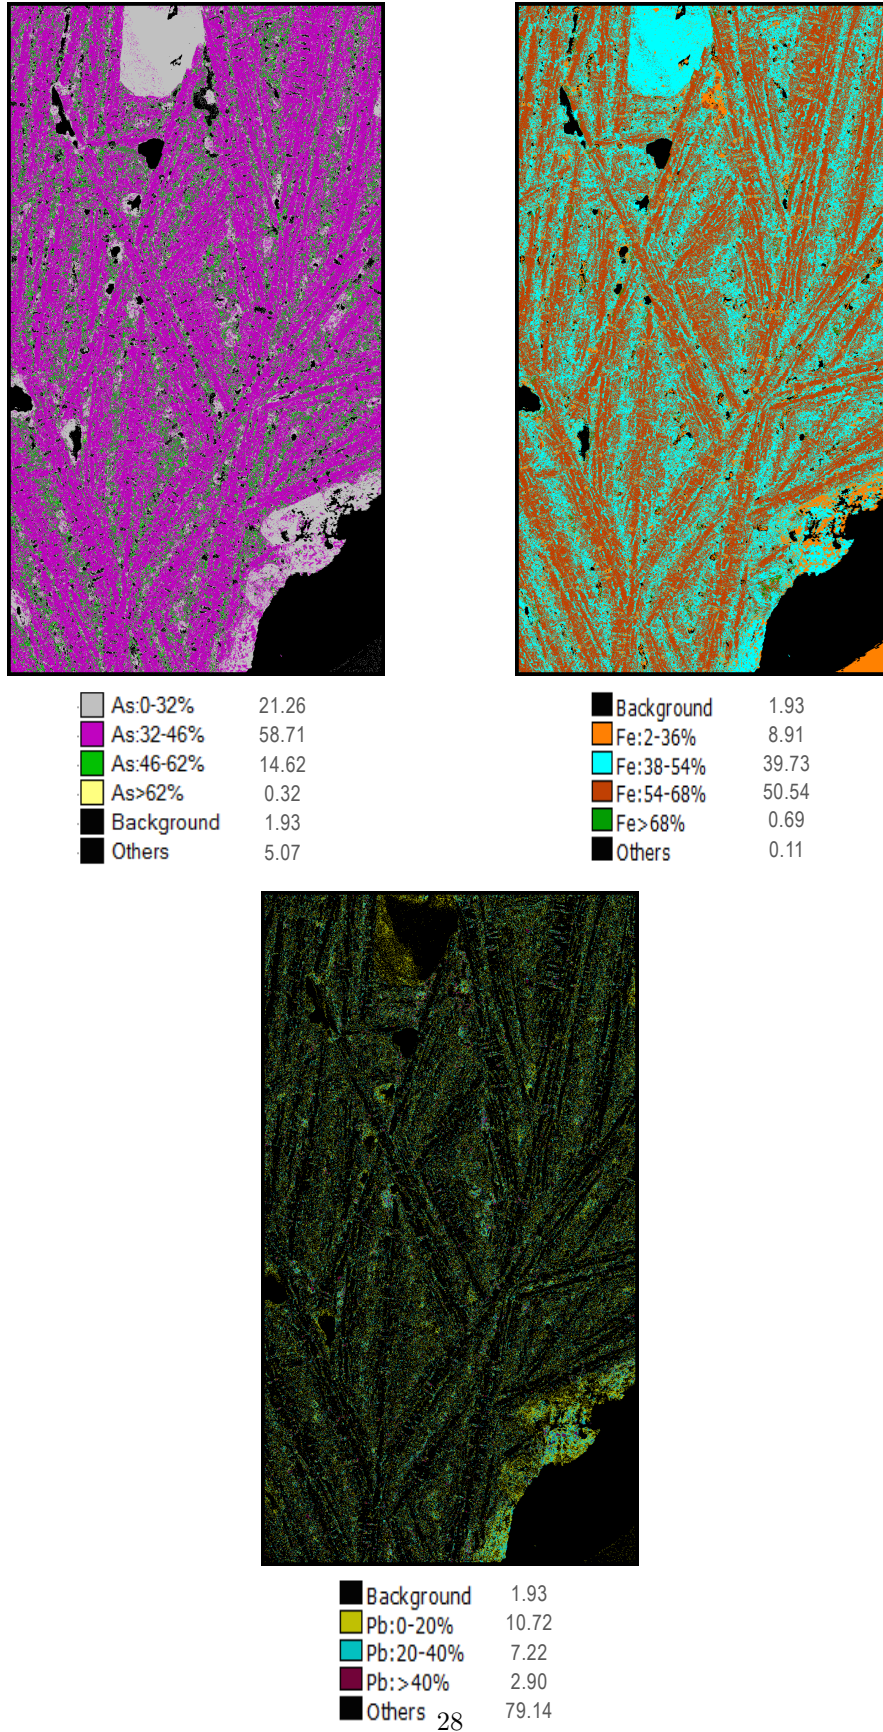 As:0-32% 21.26
As:32-46% 58.71
As:46-62% 14.62
As>62% 0.32
Background 1.93
Others 5.07
Background 1.93
Fe:2-36% 8.91
Fe:38-54% 39.73
Fe:54-68% 50.54
Fe>68% 0.69
Others 0.11
Background 1.93
Pb:0-20% 10.72
Pb:20-40% 7.22
Pb:>40% 2.90
Others 79.14
28